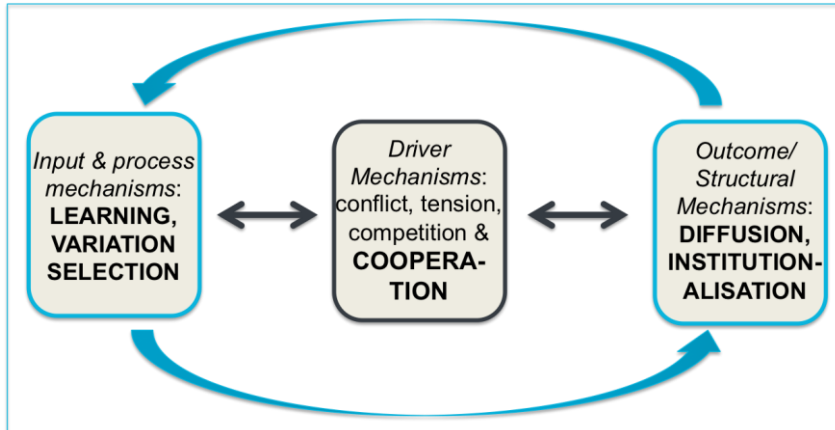 Input & process
mechanisms:
LEARNING,
VARIATION
SELECTION
Driver
Mechanisms:
conflict, tension,
competition &
COOPERA-
TION
Outcome/
Structural
Mechanisms:
DIFFUSION,
INSTITUTION-
ALISATION